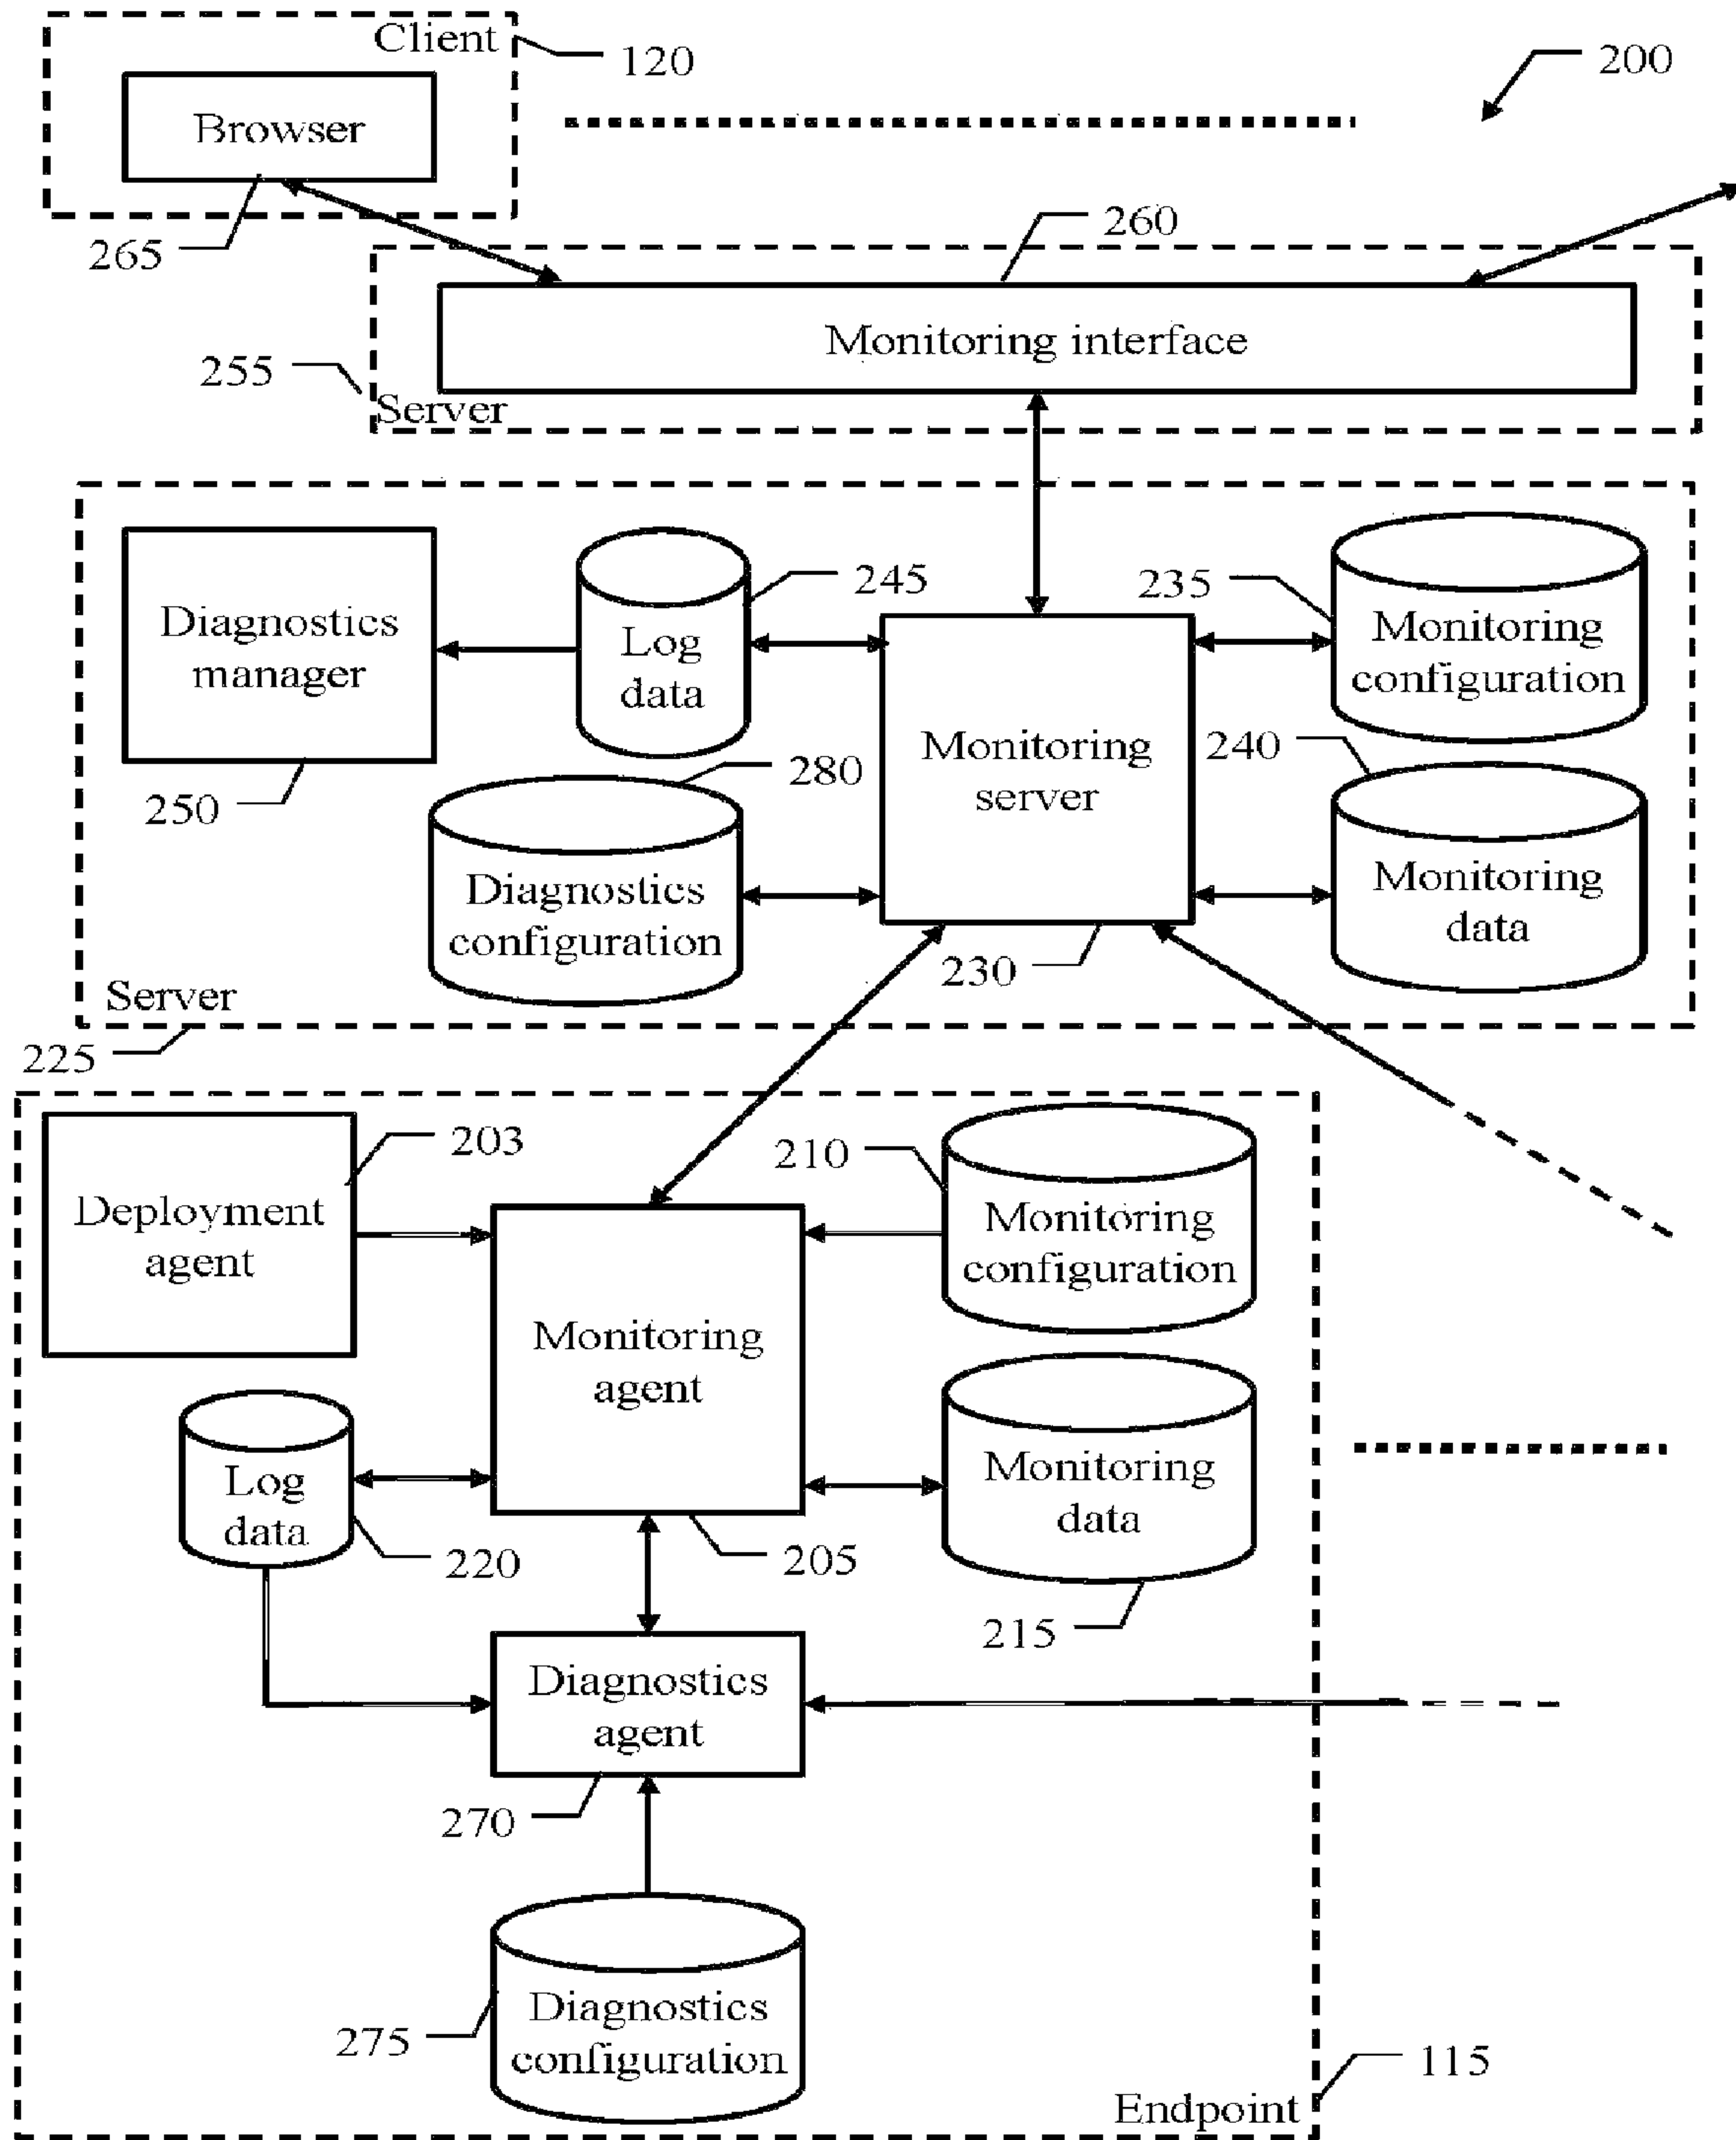 Client
120
200
Browser
265
260
Monitoring interface
255
Server
Diagnostics
manager
250
Log
data
245
235
Monitoring
configuration
Monitoring
server
240
280
Diagnostics
configuration
Monitoring
data
230
Server
225
203
Deployment
agent
210
Monitoring
configuration
Monitoring
agent
Log
data
220
205
Monitoring
data
215
Diagnostics
agent
270
275
Diagnostics
configuration
115
Endpoint